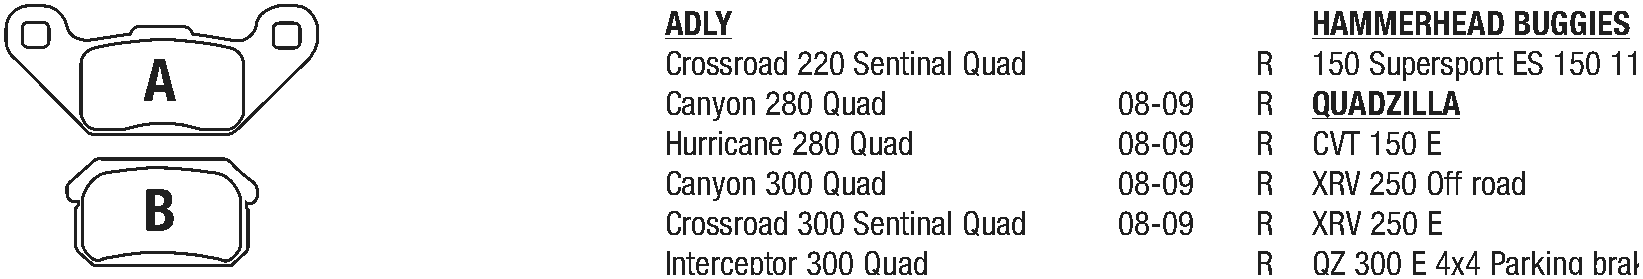 A
B
ADLY
Crossroad 220 Sentinal Quad R
Canyon 280 Quad 08-09 R
Hurricane 280 Quad 08-09 R
Canyon 300 Quad 08-09 R
Crossroad 300 Sentinal Quad 08-09 R
Interceptor 300 Quad R
HAMMERHEAD BUGGIES
150 Supersport ES 150 11
QUADZILLA
CVT 150 E
XRV 250 Off road
XRV 250 E
QZ 300 E 4x4 Parking brak